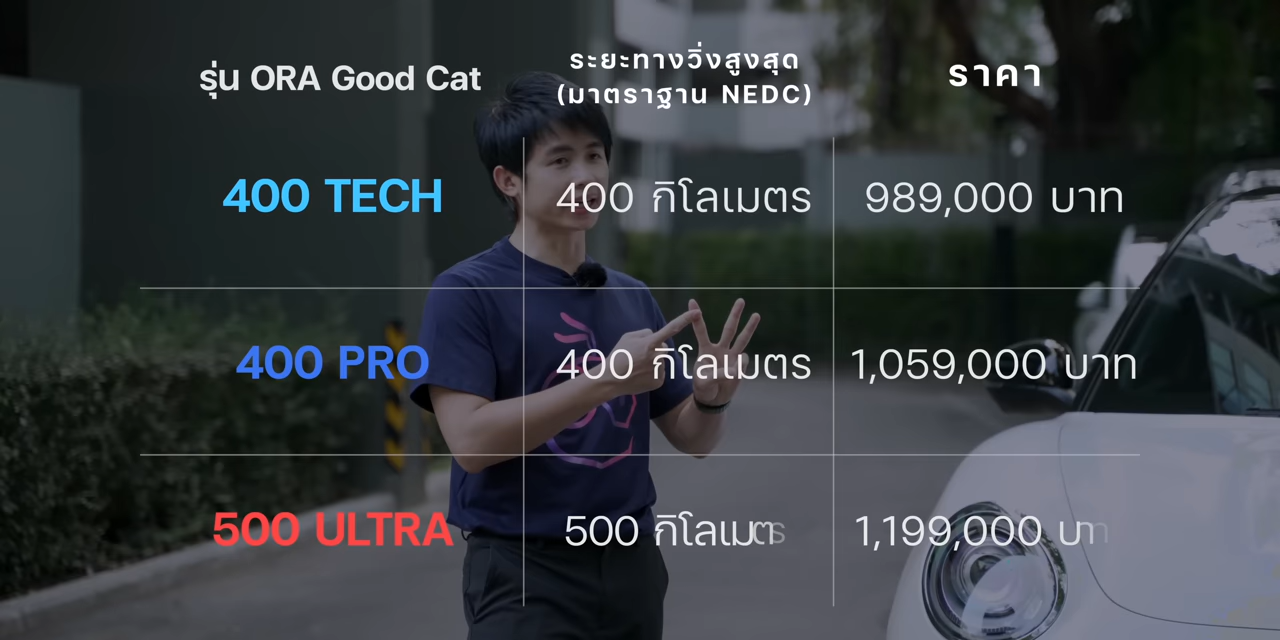 รุ่น ORA Good Cat
ระยะทางวิ่งสูงสุด
(มาตราฐาน NEDC)
ราคา
400 TECH
400 กิโลเมตร
989,000 บาท
400 PRO
400 กิโลเมตร
1,059,000 บาท
500 ULTRA
500 กิโลเมตร
1,199,000 บาท